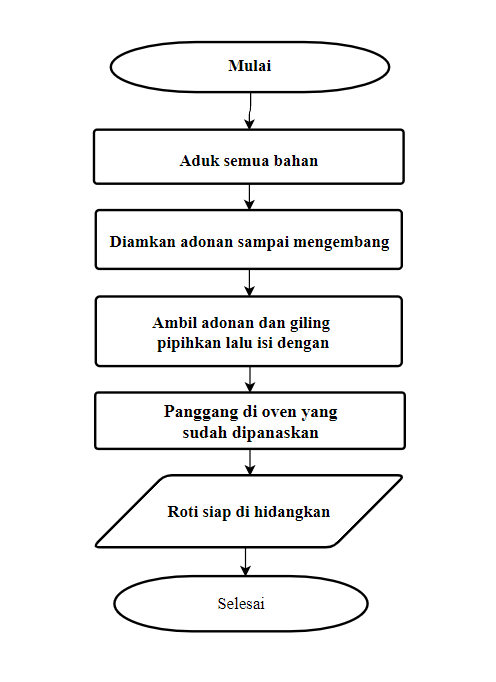 Mulai
Aduk semua bahan
Diamkan adonan sampai mengembang
Ambil adonan dan giling
pipihkan lalu isi dengan
Panggang di oven yang
sudah dipanaskan
Roti siap di hidangkan
Selesai